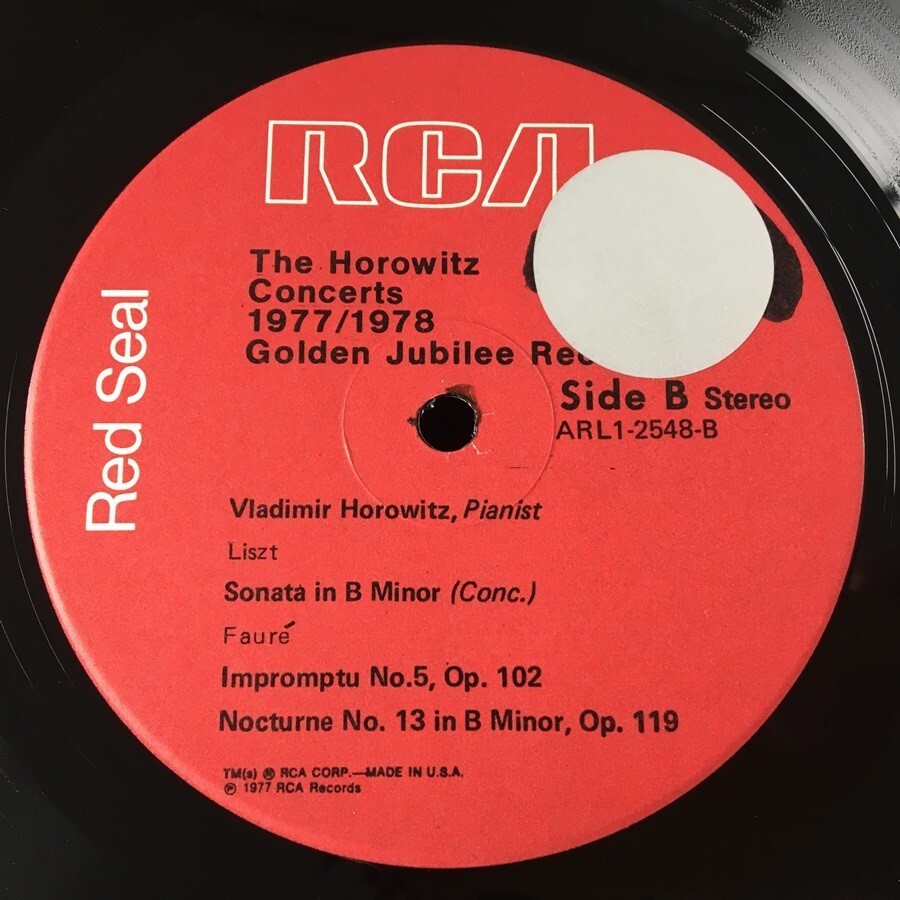 RCA
Red Seal
The Horowitz
Concerts
1977/1978
Golden Jubilee
Side B Stereo
ARL1-2548-B
Vladimir Horowitz, Pianist
Liszt
Sonata in B Minor (Conc.)
Fauré
Impromptu No.5, Op. 102
Nocturne No. 13 in B Minor, Op. 119
TM(s) ® RCA CORP.—MADE IN U.S.A.
℗ 1977 RCA Records